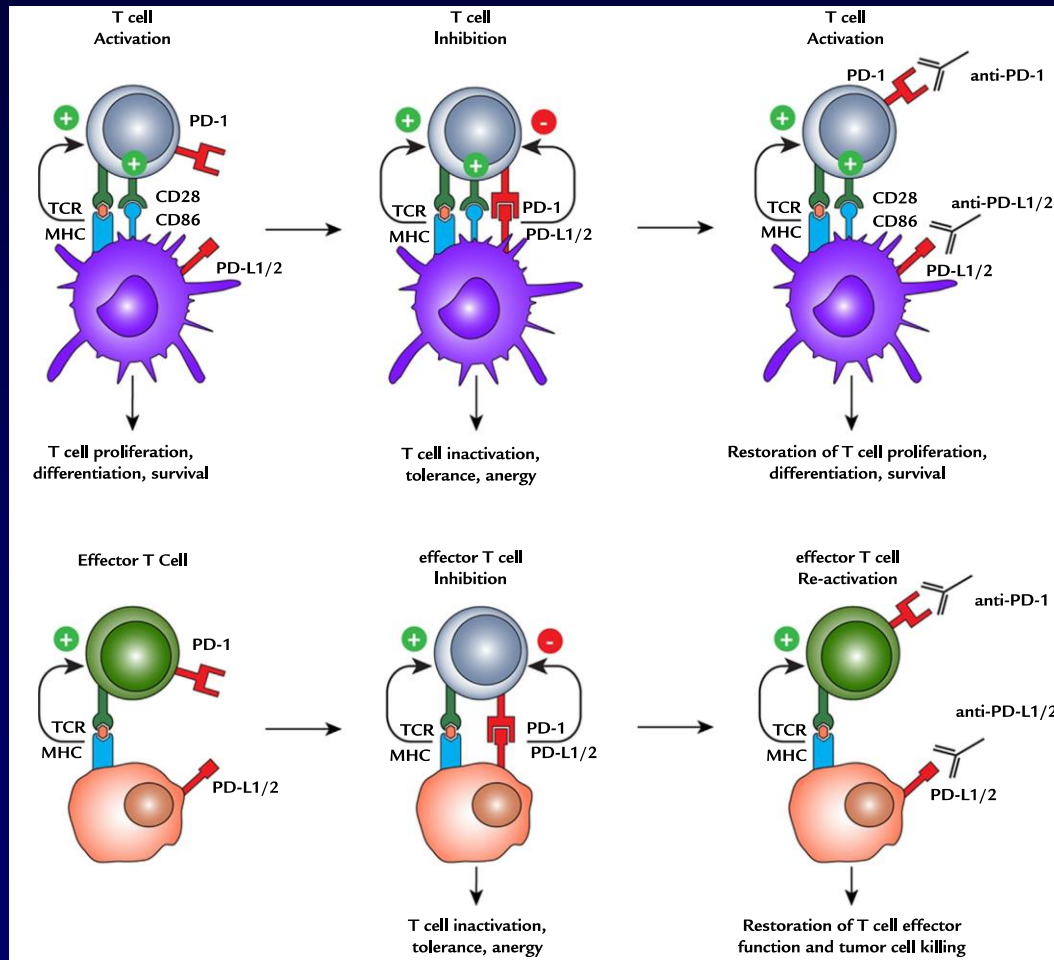 T cell
Activation
T cell
Inhibition
T cell
Activation
PD-1
TCR
MHC
CD28
CD86
PD-L1/2
TCR
MHC
PD-1
PD-L1/2
PD-1
anti-PD-1
TCR
MHC
CD28
CD86
anti-PD-L1/2
PD-L1/2
T cell proliferation,
differentiation, survival
T cell inactivation,
tolerance, anergy
Restoration of T cell proliferation,
differentiation, survival
Effector T Cell
effector T cell
Inhibition
effector T cell
Re-activation
PD-1
TCR
MHC
PD-L1/2
TCR
MHC
PD-1
PD-L1/2
anti-PD-1
TCR
MHC
anti-PD-L1/2
PD-L1/2
T cell inactivation,
tolerance, anergy
Restoration of T cell effector
function and tumor cell killing